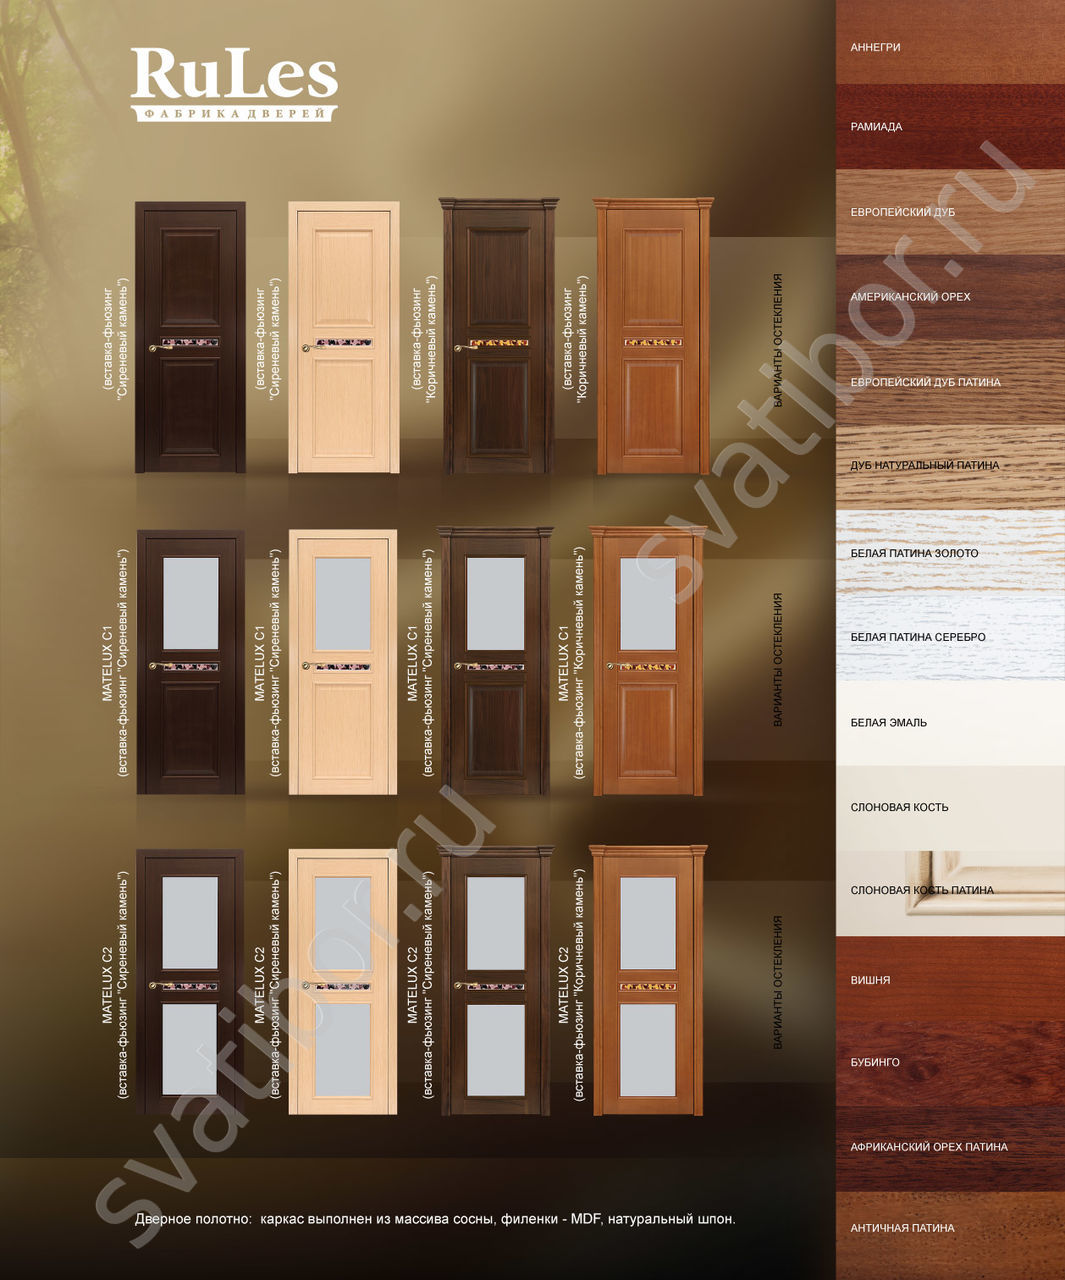 RuLes
ФАБРИКА ДВЕРЕЙ
(вставка-фьюзинг
"Сиреневый камень")
(вставка-фьюзинг
"Сиреневый камень")
(вставка-фьюзинг
"Коричневый камень")
(вставка-фьюзинг
"Коричневый камень")
ВАРИАНТЫ ОСТЕКЛЕНИЯ
MATELUX C1
(вставка-фьюзинг "Сиреневый камень")
MATELUX C1
(вставка-фьюзинг "Сиреневый камень")
MATELUX C1
(вставка-фьюзинг "Сиреневый камень")
MATELUX C1
(вставка-фьюзинг "Коричневый камень")
ВАРИАНТЫ ОСТЕКЛЕНИЯ
MATELUX C2
(вставка-фьюзинг "Сиреневый камень")
MATELUX C2
(вставка-фьюзинг "Сиреневый камень")
MATELUX C2
(вставка-фьюзинг "Сиреневый камень")
MATELUX C2
(вставка-фьюзинг "Коричневый камень")
ВАРИАНТЫ ОСТЕКЛЕНИЯ
Дверное полотно: каркас выполнен из массива сосны, филенки - MDF, натуральный шпон.
АННЕГРИ
РАМИАДА
ЕВРОПЕЙСКИЙ ДУБ
АМЕРИКАНСКИЙ ОРЕХ
ЕВРОПЕЙСКИЙ ДУБ ПАТИНА
ДУБ НАТУРАЛЬНЫЙ ПАТИНА
БЕЛАЯ ПАТИНА ЗОЛОТО
БЕЛАЯ ПАТИНА СЕРЕБРО
БЕЛАЯ ЭМАЛЬ
СЛОНОВАЯ КОСТЬ
СЛОНОВАЯ КОСТЬ ПАТИНА
ВИШНЯ
БУБИНГО
АФРИКАНСКИЙ ОРЕХ ПАТИНА
АНТИЧНАЯ ПАТИНА
svatibor.ru
svatibor.ru